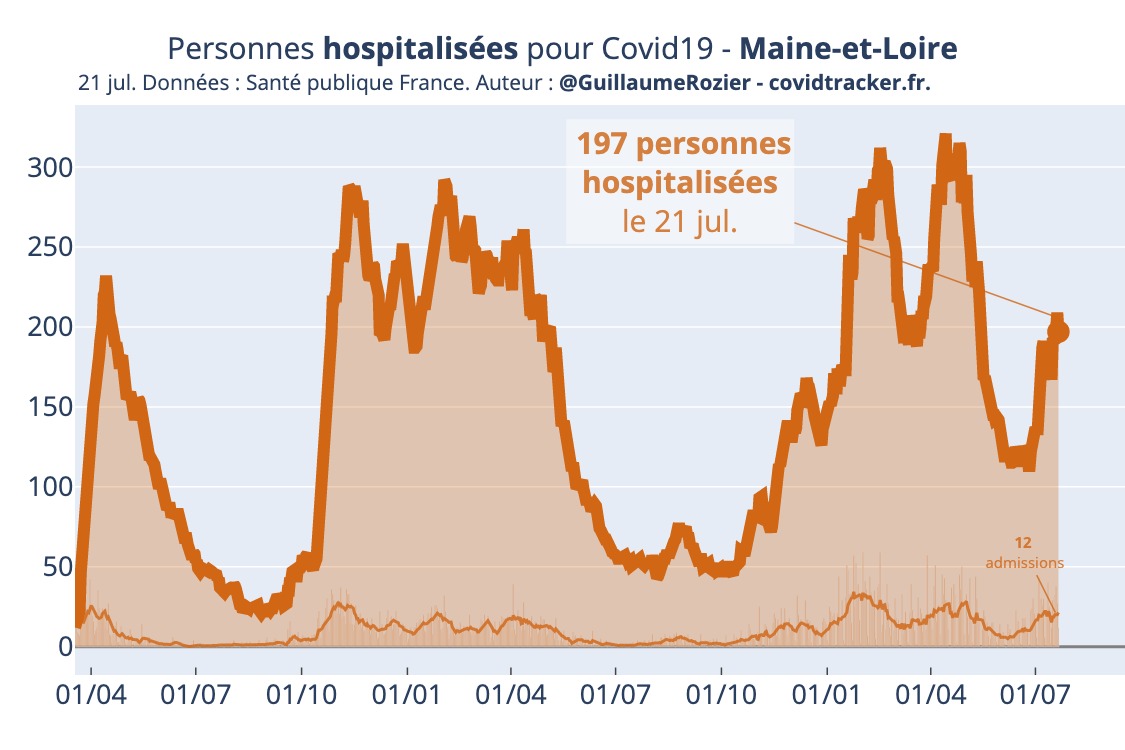 Personnes hospitalisées pour Covid19 - Maine-et-Loire
21 jul. Données : Santé publique France. Auteur : @GuillaumeRozier - covidtracker.fr.
197 personnes
hospitalisées
le 21 jul.
300
250
200
150
100
50
0
12
admissions
01/04 01/07 01/10 01/01 01/04 01/07 01/10 01/01 01/04 01/07